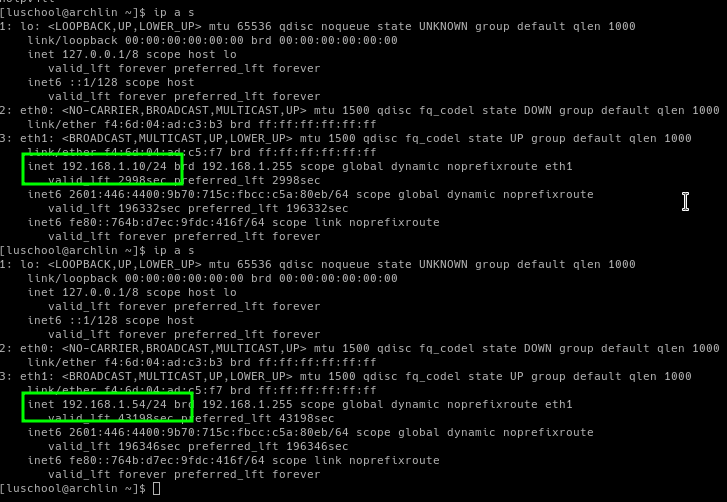 [luschool@archlin ~]$ ip a s
1: lo: <LOOPBACK,UP,LOWER_UP> mtu 65536 qdisc noqueue state UNKNOWN group default qlen 1000
    link/loopback 00:00:00:00:00:00 brd 00:00:00:00:00:00
    inet 127.0.0.1/8 scope host lo
       valid_lft forever preferred_lft forever
    inet6 ::1/128 scope host
       valid_lft forever preferred_lft forever
2: eth0: <NO-CARRIER,BROADCAST,MULTICAST,UP> mtu 1500 qdisc fq_codel state DOWN group default qlen 1000
    link/ether f4:6d:04:ad:c3:b3 brd ff:ff:ff:ff:ff:ff
3: eth1: <BROADCAST,MULTICAST,UP,LOWER_UP> mtu 1500 qdisc fq_codel state UP group default qlen 1000
    link/ether f4:6d:04:ad:c5:f7 brd ff:ff:ff:ff:ff:ff
    inet 192.168.1.10/24 brd 192.168.1.255 scope global dynamic noprefixroute eth1
       valid_lft 2998sec preferred_lft 2998sec
    inet6 2601:446:4400:9b70:715c:fbcc:c5a:80eb/64 scope global dynamic noprefixroute
       valid_lft 196332sec preferred_lft 196332sec
    inet6 fe80::764b:d7ec:9fdc:416f/64 scope link noprefixroute
       valid_lft forever preferred_lft forever
[luschool@archlin ~]$ ip a s
1: lo: <LOOPBACK,UP,LOWER_UP> mtu 65536 qdisc noqueue state UNKNOWN group default qlen 1000
    link/loopback 00:00:00:00:00:00 brd 00:00:00:00:00:00
    inet 127.0.0.1/8 scope host lo
       valid_lft forever preferred_lft forever
    inet6 ::1/128 scope host
       valid_lft forever preferred_lft forever
2: eth0: <NO-CARRIER,BROADCAST,MULTICAST,UP> mtu 1500 qdisc fq_codel state DOWN group default qlen 1000
    link/ether f4:6d:04:ad:c3:b3 brd ff:ff:ff:ff:ff:ff
3: eth1: <BROADCAST,MULTICAST,UP,LOWER_UP> mtu 1500 qdisc fq_codel state UP group default qlen 1000
    link/ether f4:6d:04:ad:c5:f7 brd ff:ff:ff:ff:ff:ff
    inet 192.168.1.54/24 brd 192.168.1.255 scope global dynamic noprefixroute eth1
       valid_lft 43198sec preferred_lft 43198sec
    inet6 2601:446:4400:9b70:715c:fbcc:c5a:80eb/64 scope global dynamic noprefixroute
       valid_lft 196346sec preferred_lft 196346sec
    inet6 fe80::764b:d7ec:9fdc:416f/64 scope link noprefixroute
       valid_lft forever preferred_lft forever
[luschool@archlin ~]$